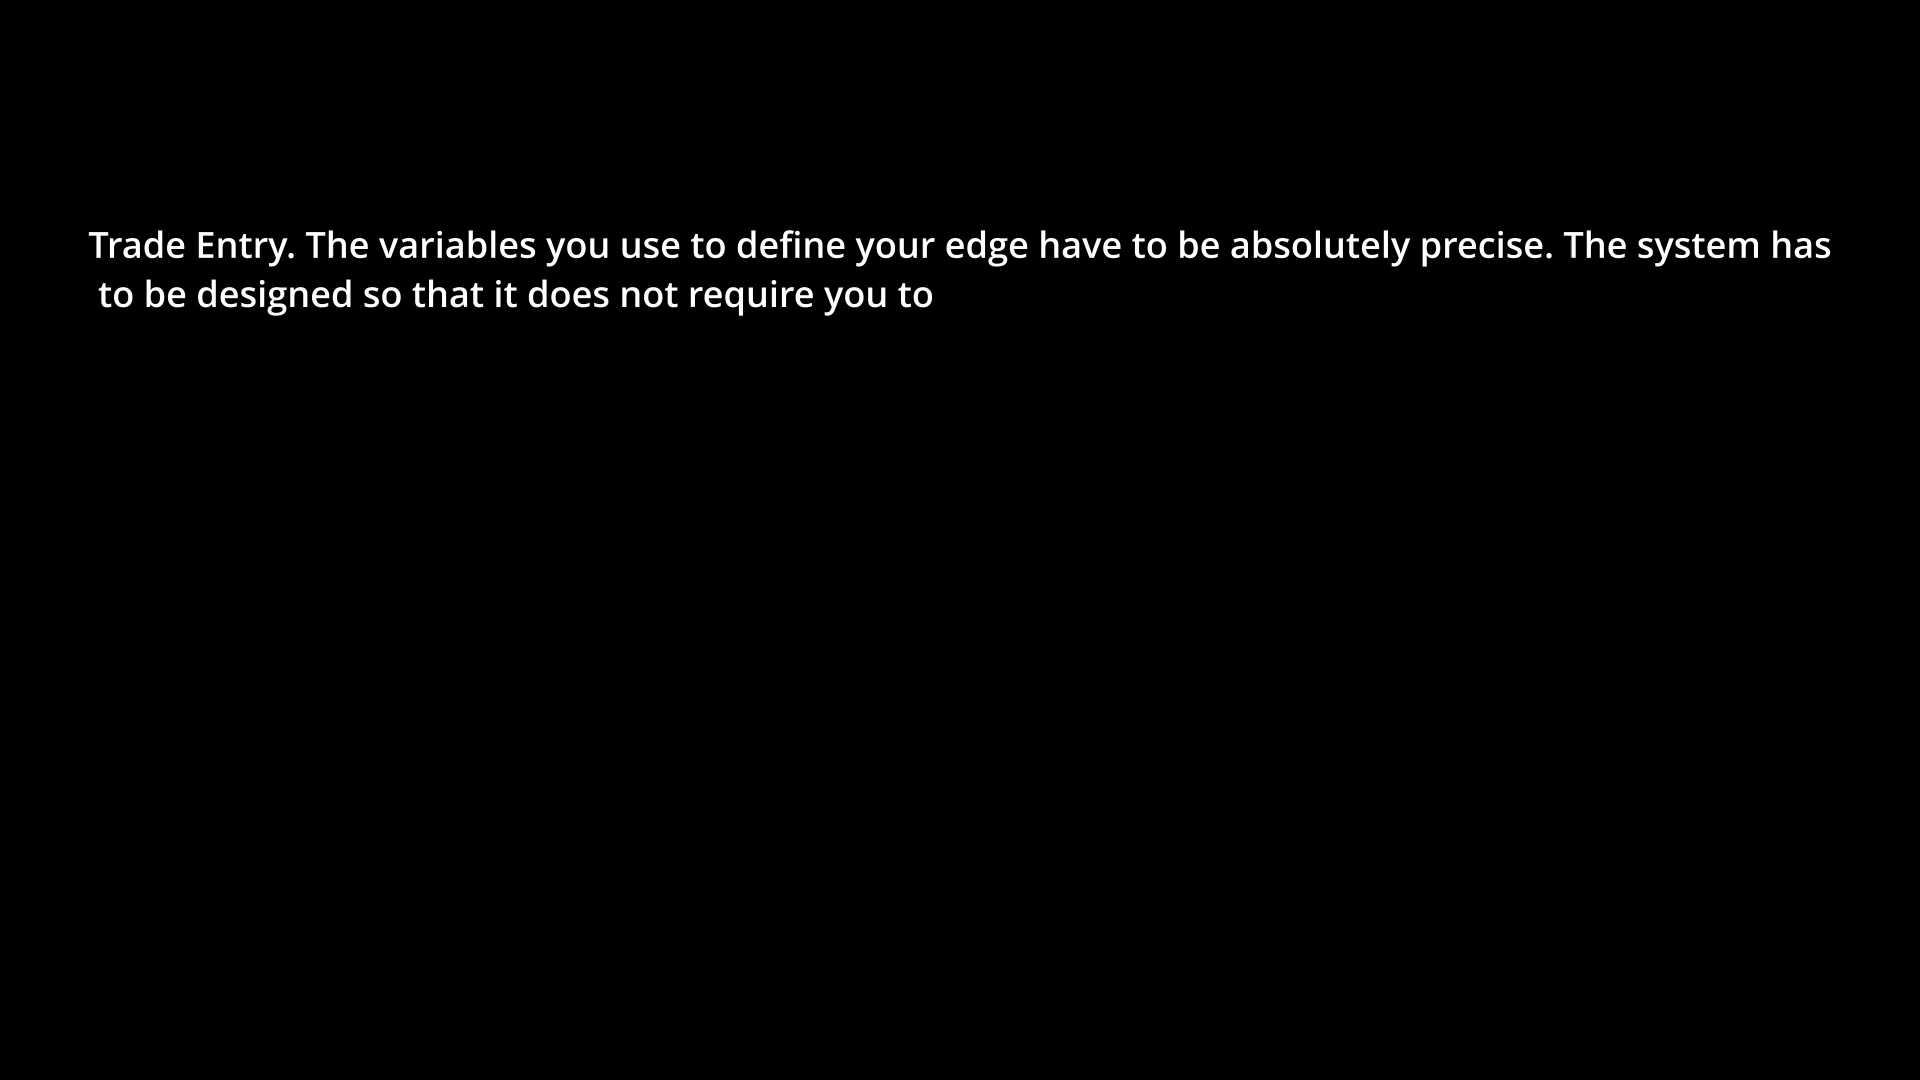 Trade Entry. The variables you use to define your edge have to be absolutely precise. The system has
to be designed so that it does not require you to